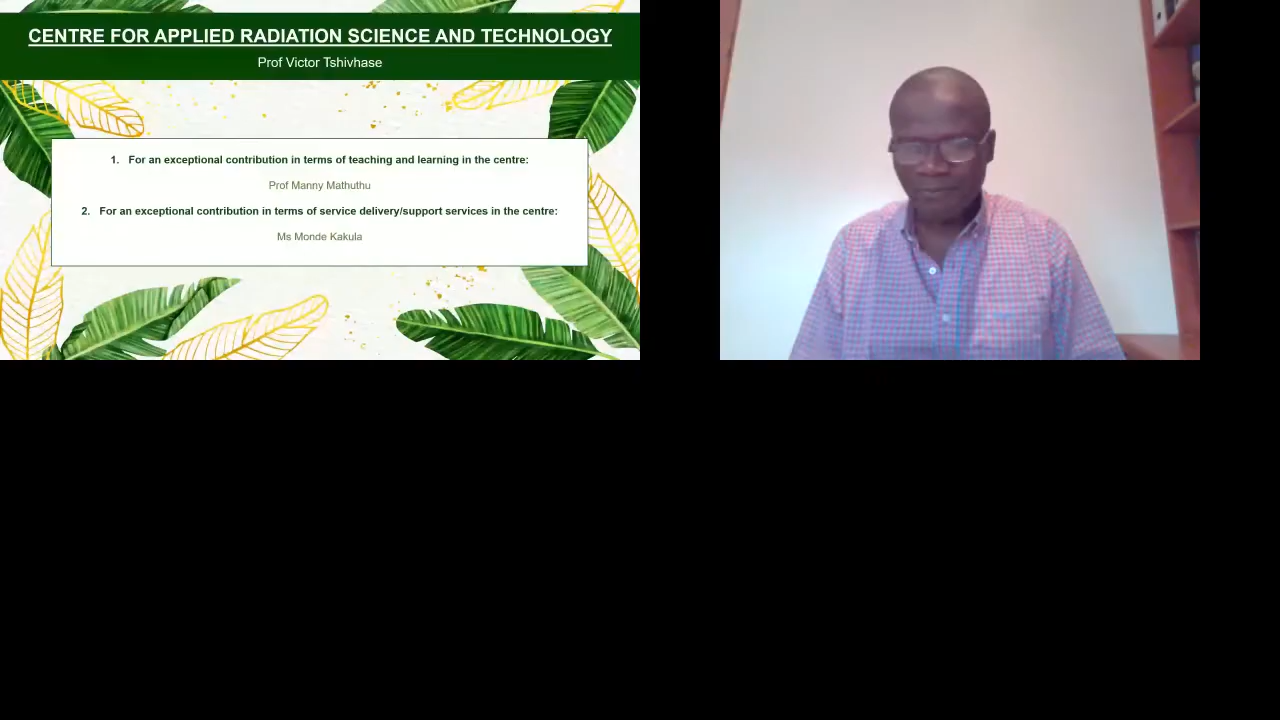 CENTRE FOR APPLIED RADIATION SCIENCE AND TECHNOLOGY
Prof Victor Tshivhase
1. For an exceptional contribution in terms of teaching and learning in the centre:
Prof Manny Mathuthu
2. For an exceptional contribution in terms of service delivery/support services in the centre:
Ms Monde Kakula